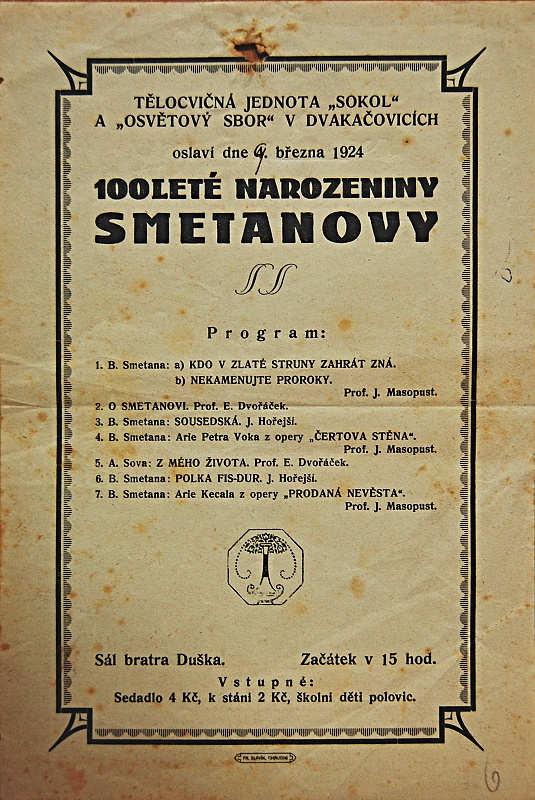 TĚLOCVIČNÁ JEDNOTA „SOKOL“
A „OSVĚTOVÝ SBOR“ V DVAKAČOVICÍCH
oslaví dne 9. března 1924
100LETÉ NAROZENINY
SMETANOVY
Program:
1. B. Smetana: a) KDO V ZLATÉ STRUNY ZAHRÁT ZNÁ.
b) NEKAMENUJTE PROROKY.
Prof. J. Masopust.
2. O SMETANOVI. Prof. E. Dvořáček.
3. B. Smetana: SOUSEDSKÁ. J. Hořejší.
4. B. Smetana: Arie Petra Voka z opery „ČERTOVA STĚNA“.
Prof. J. Masopust.
5. A. Sova: Z MÉHO ŽIVOTA. Prof. E. Dvořáček.
6. B. Smetana: POLKA FIS-DUR. J. Hořejší.
7. B. Smetana: Arie Kecala z opery „PRODANÁ NEVĚSTA“.
Prof. J. Masopust.
Sál bratra Duška. Začátek v 15 hod.
Vstupné:
Sedadlo 4 Kč, k stání 2 Kč, školní děti polovic.
FR. SLAVÍK, CHRUDIM
6